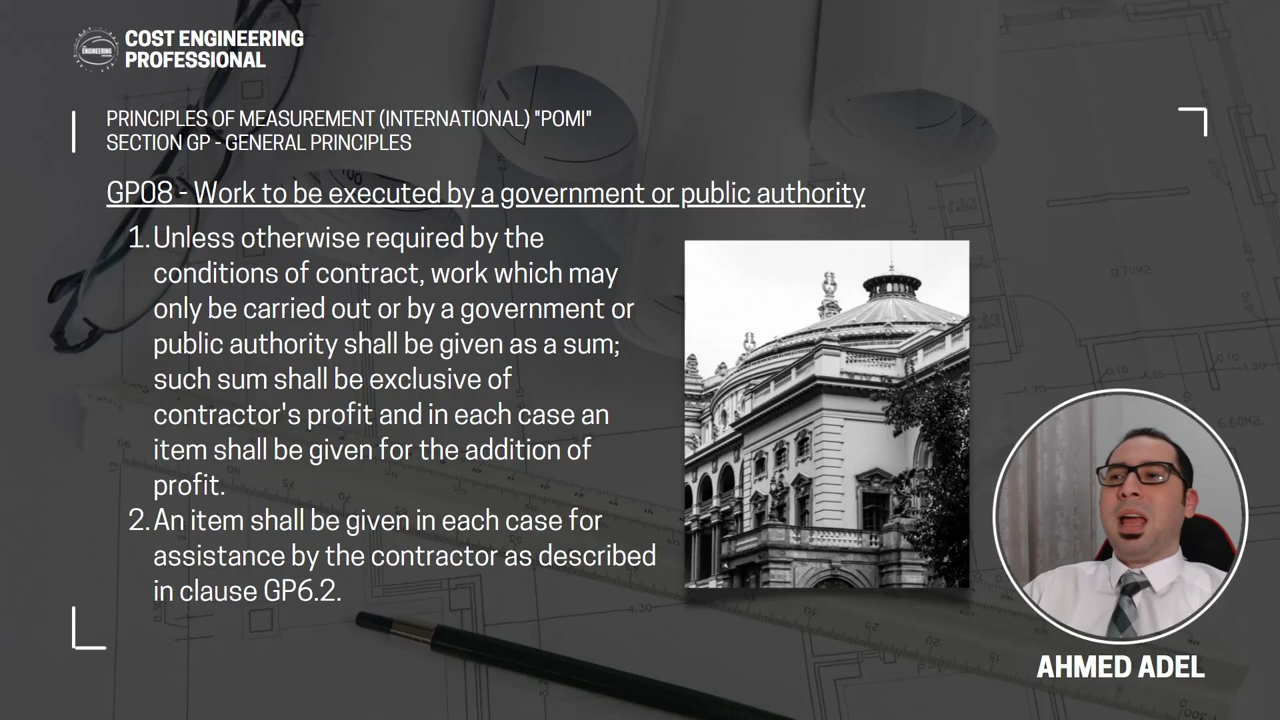 COST ENGINEERING
PROFESSIONAL
ENGINEERING
PRINCIPLES OF MEASUREMENT (INTERNATIONAL) "POMI"
SECTION GP - GENERAL PRINCIPLES
GP08 - Work to be executed by a government or public authority
1. Unless otherwise required by the
conditions of contract, work which may
only be carried out or by a government or
public authority shall be given as a sum;
such sum shall be exclusive of
contractor's profit and in each case an
item shall be given for the addition of
profit.
2. An item shall be given in each case for
assistance by the contractor as described
in clause GP6.2.
AHMED ADEL